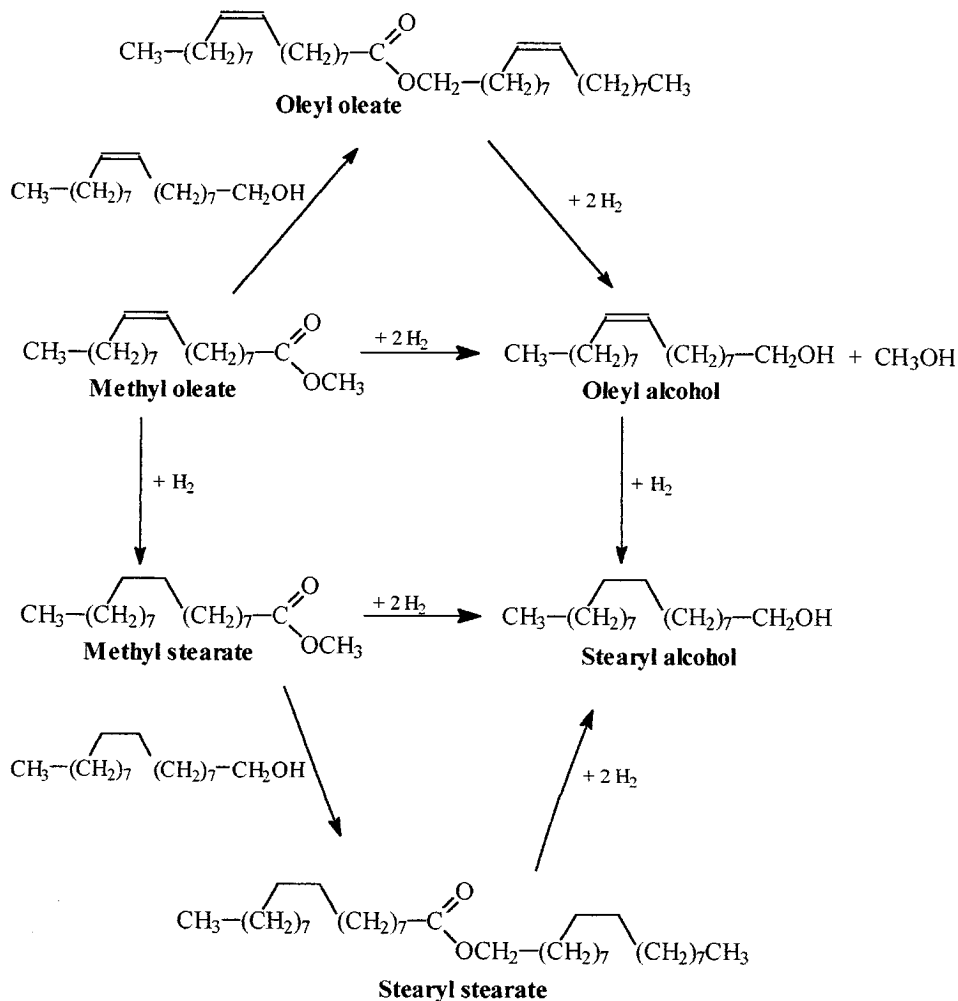 CH₃—(CH₂)₇ (CH₂)₇—C O
OCH₂—(CH₂)₇ (CH₂)₇CH₃
Oleyl oleate
CH₃—(CH₂)₇ (CH₂)₇—CH₂OH
+ 2 H₂
CH₃—(CH₂)₇ (CH₂)₇—C O
OCH₃
Methyl oleate
+ 2 H₂
CH₃—(CH₂)₇ (CH₂)₇—CH₂OH + CH₃OH
Oleyl alcohol
+ H₂
+ H₂
CH₃—(CH₂)₇ (CH₂)₇—C O
OCH₃
Methyl stearate
+ 2 H₂
CH₃—(CH₂)₇ (CH₂)₇—CH₂OH
Stearyl alcohol
CH₃—(CH₂)₇ (CH₂)₇—CH₂OH
+ 2 H₂
CH₃—(CH₂)₇ (CH₂)₇—C O
OCH₂—(CH₂)₇ (CH₂)₇CH₃
Stearyl stearate